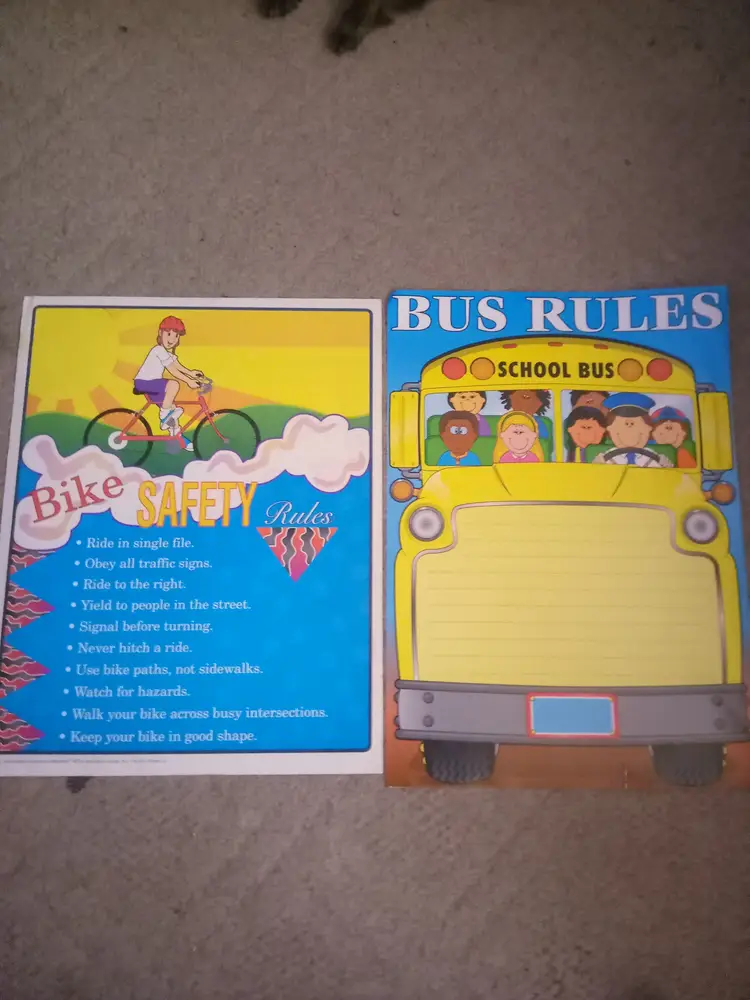 Bike SAFETY Rules
• Ride in single file.
• Obey all traffic signs.
• Ride to the right.
• Yield to people in the street.
• Signal before turning.
• Never hitch a ride.
• Use bike paths, not sidewalks.
• Watch for hazards.
• Walk your bike across busy intersections.
• Keep your bike in good shape.
BUS RULES
SCHOOL BUS